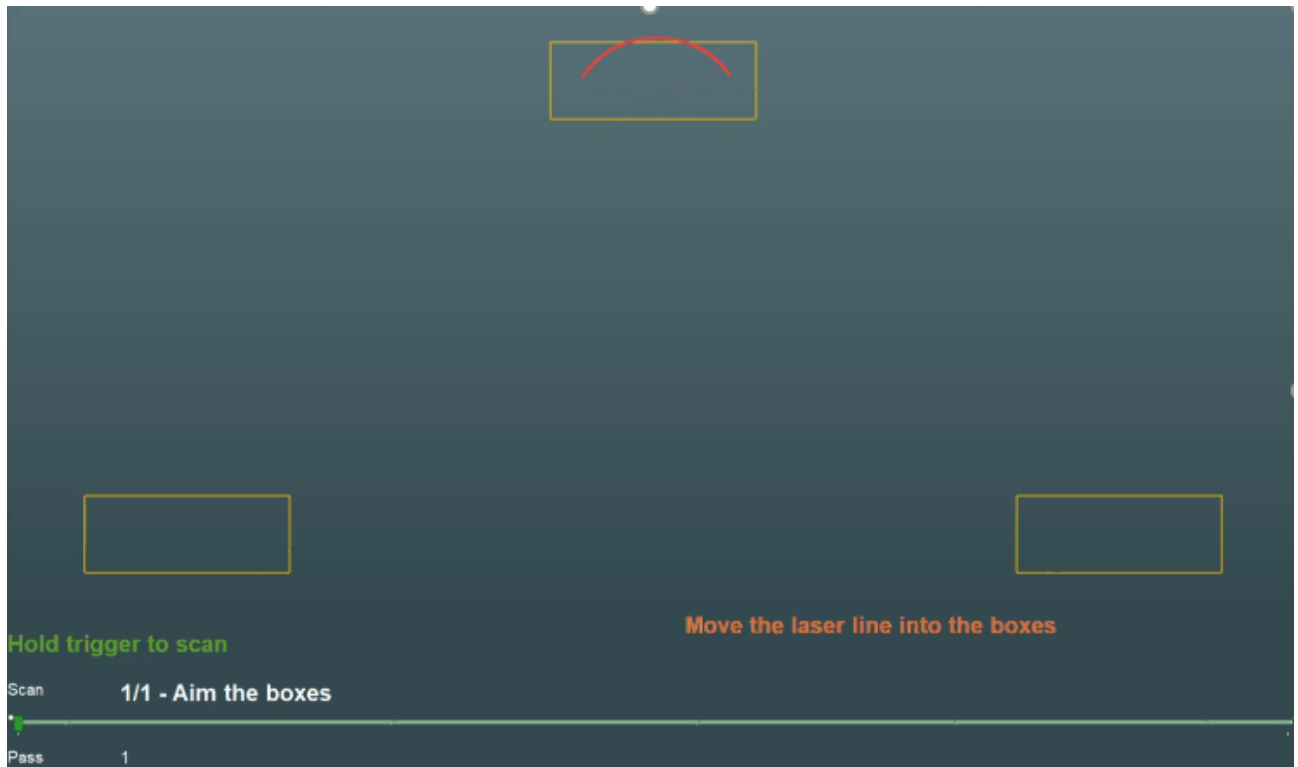 Move the laser line into the boxes
Hold trigger to scan
Scan 1/1 - Aim the boxes
Pass 1